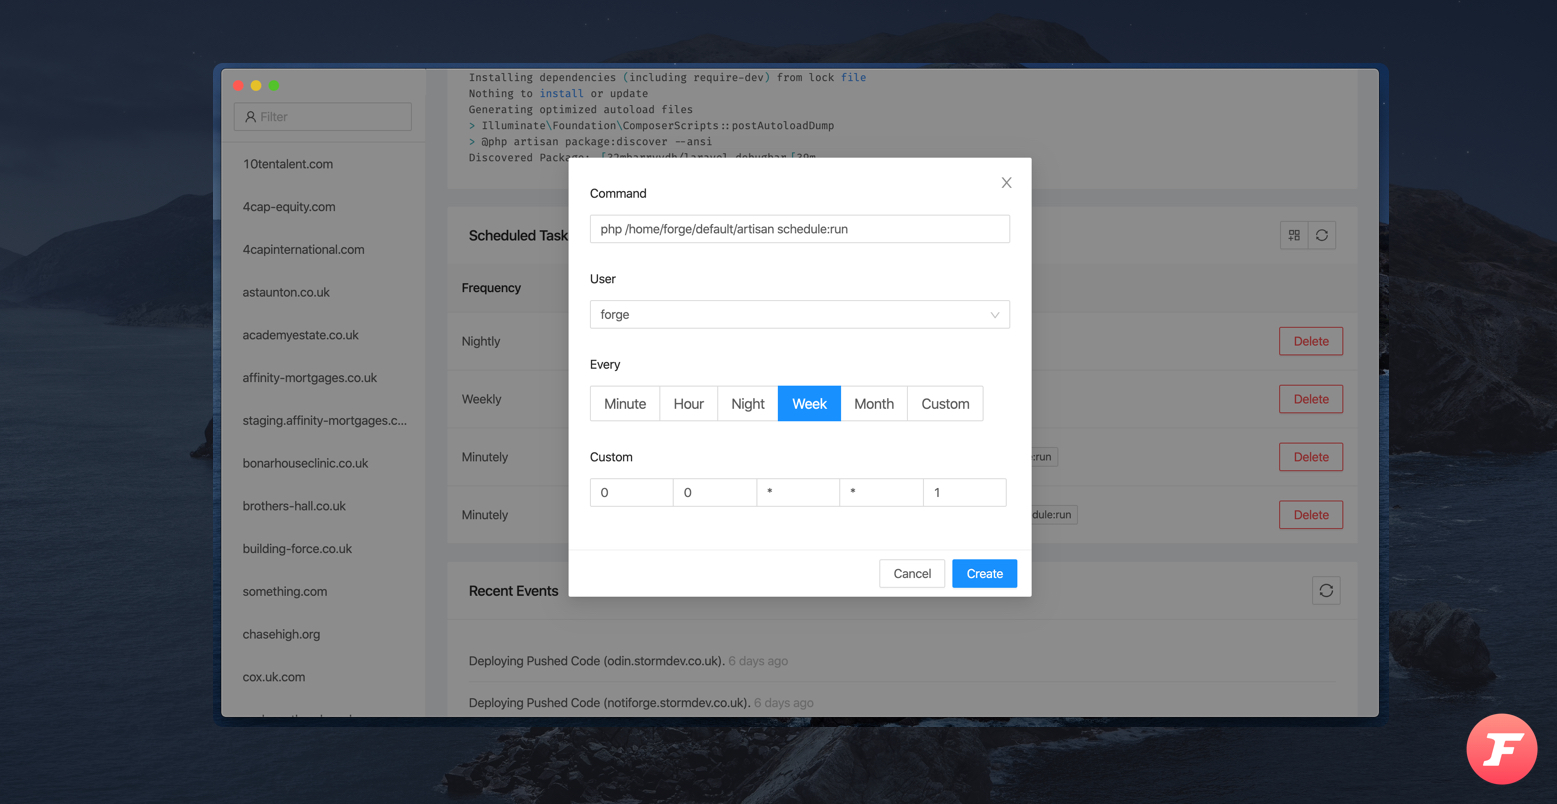 Filter
10tentalent.com
4cap-equity.com
4capinternational.com
astaunton.co.uk
academyestate.co.uk
affinity-mortgages.co.uk
staging.affinity-mortgages.c...
bonarhouseclinic.co.uk
brothers-hall.co.uk
building-force.co.uk
something.com
chasehigh.org
cox.uk.com
Installing dependencies (including require-dev) from lock file
Nothing to install or update
Generating optimized autoload files
> Illuminate\Foundation\ComposerScripts::postAutoloadDump
> @php artisan package:discover --ansi
Discovered Package:
Scheduled Task
Frequency
Nightly
Delete
Weekly
Delete
Minutely
:run
Delete
Minutely
dule:run
Delete
Recent Events
Deploying Pushed Code (odin.stormdev.co.uk). 6 days ago
Deploying Pushed Code (notiforge.stormdev.co.uk). 6 days ago
Command
php /home/forge/default/artisan schedule:run
User
forge
Every
Minute Hour Night Week Month Custom
Custom
0 0 * * 1
Cancel Create
F